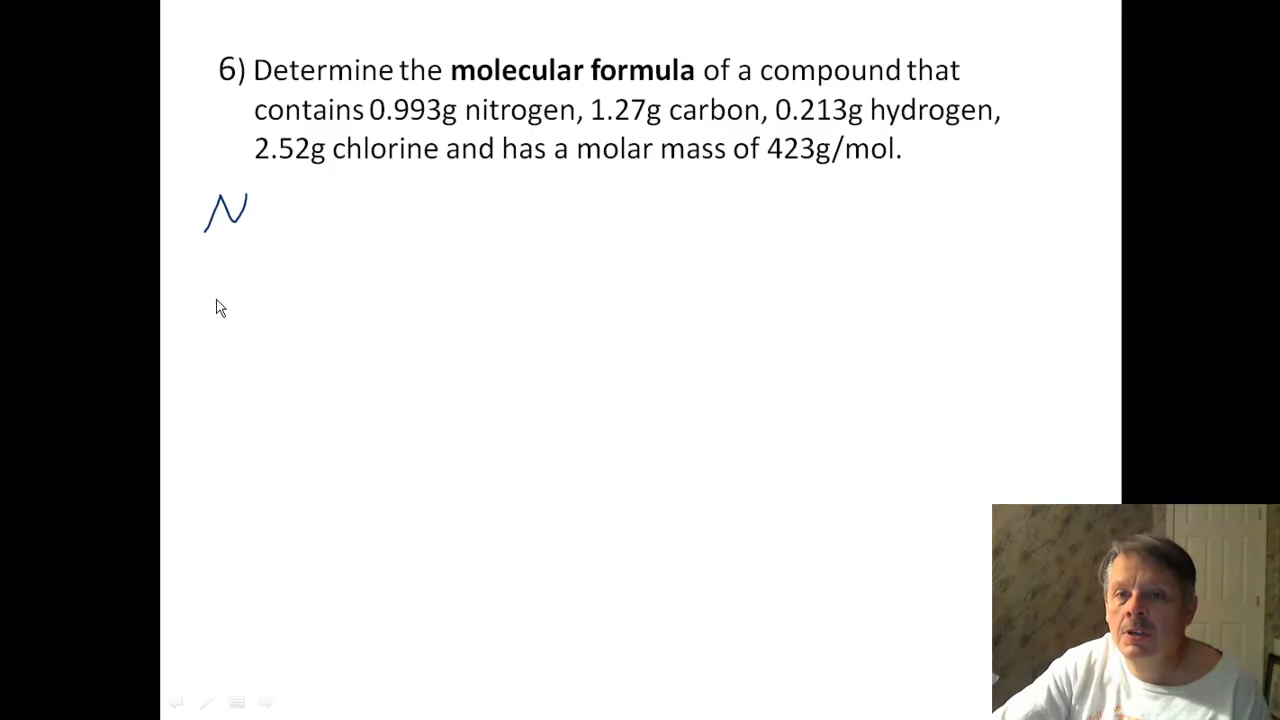 6) Determine the molecular formula of a compound that
contains 0.993g nitrogen, 1.27g carbon, 0.213g hydrogen,
2.52g chlorine and has a molar mass of 423g/mol.
N